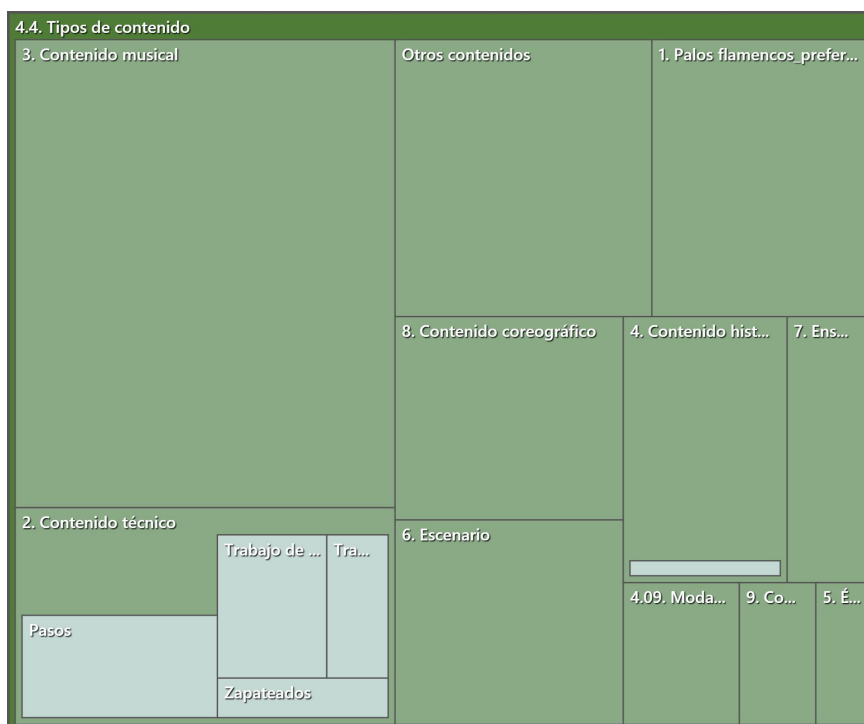 4.4. Tipos de contenido
3. Contenido musical
Otros contenidos
1. Palos flamencos_prefer...
8. Contenido coreográfico
4. Contenido hist...
7. Ens...
2. Contenido técnico
Trabajo de ...
Tra...
Pasos
Zapateados
6. Escenario
4.09. Moda...
9. Co...
5. É...